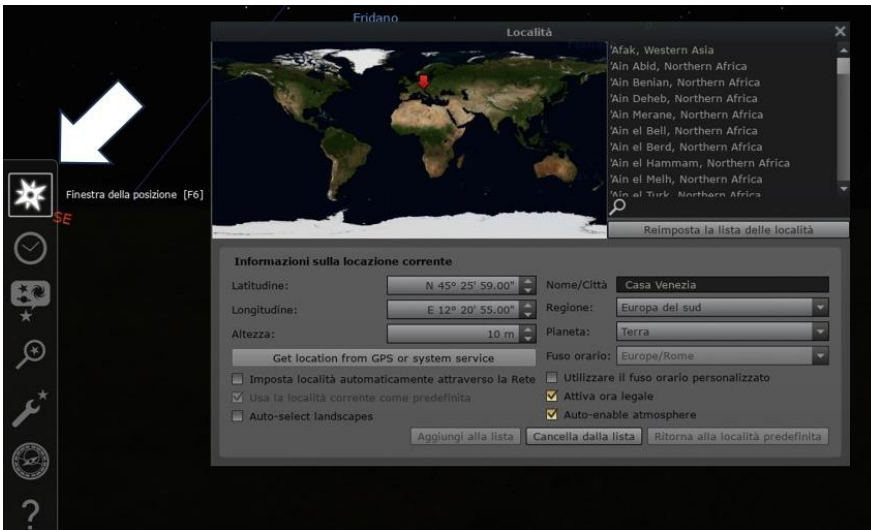 Fridano
Località
'Afak, Western Asia
'Ain Abid, Northern Africa
'Ain Benian, Northern Africa
'Ain Deheb, Northern Africa
'Ain Merane, Northern Africa
'Ain el Bell, Northern Africa
'Ain el Berd, Northern Africa
'Ain el Hammam, Northern Africa
'Ain el Melh, Northern Africa
'Ain el Turk, Northern Africa
Finestra della posizione [F6]
SE
Reimposta la lista delle località
Informazioni sulla locazione corrente
Latitudine: N 45° 25' 59.00" Nome/Città Casa Venezia
Longitudine: E 12° 20' 55.00" Regione: Europa del sud
Altezza: 10 m Pianeta: Terra
Get location from GPS or system service Fuso orario: Europe/Rome
Imposta località automaticamente attraverso la Rete Utilizzare il fuso orario personalizzato
Usa la località corrente come predefinita Attiva ora legale
Auto-select landscapes Auto-enable atmosphere
Aggiungi alla lista Cancella dalla lista Ritorna alla località predefinita
?